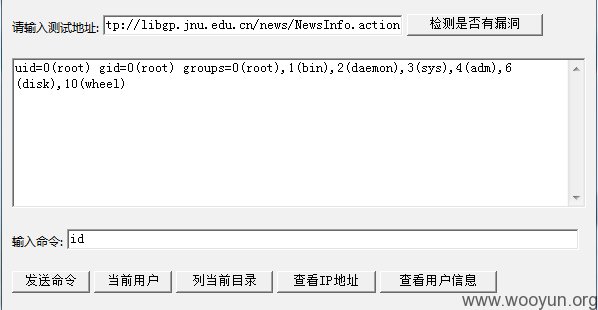 请输入测试地址: tp://libgp.jnu.edu.cn/news/NewsInfo.action 检测是否有漏洞
uid=0(root) gid=0(root) groups=0(root),1(bin),2(daemon),3(sys),4(adm),6
(disk),10(wheel)
输入命令: id
发送命令 当前用户 列当前目录 查看IP地址 查看用户信息
www.wooyun.org